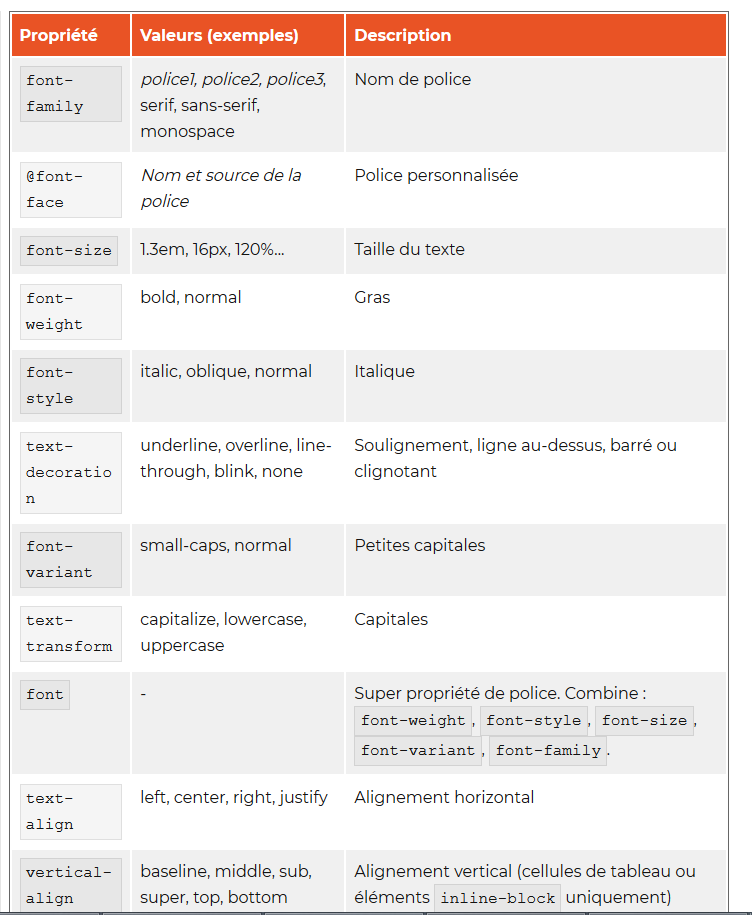 Propriété Valeurs (exemples) Description
font- police1, police2, police3, Nom de police
family serif, sans-serif,
monospace
@font- Nom et source de la Police personnalisée
face police
font-size 1.3em, 16px, 120%... Taille du texte
font- bold, normal Gras
weight
font- italic, oblique, normal Italique
style
text- underline, overline, line- Soulignement, ligne au-dessus, barré ou
decoratio through, blink, none clignotant
n
font- small-caps, normal Petites capitales
variant
text- capitalize, lowercase, Capitales
transform uppercase
font - Super propriété de police. Combine :
font-weight, font-style, font-size,
font-variant, font-family.
text- left, center, right, justify Alignement horizontal
align
vertical- baseline, middle, sub, Alignement vertical (cellules de tableau ou
align super, top, bottom éléments inline-block uniquement)